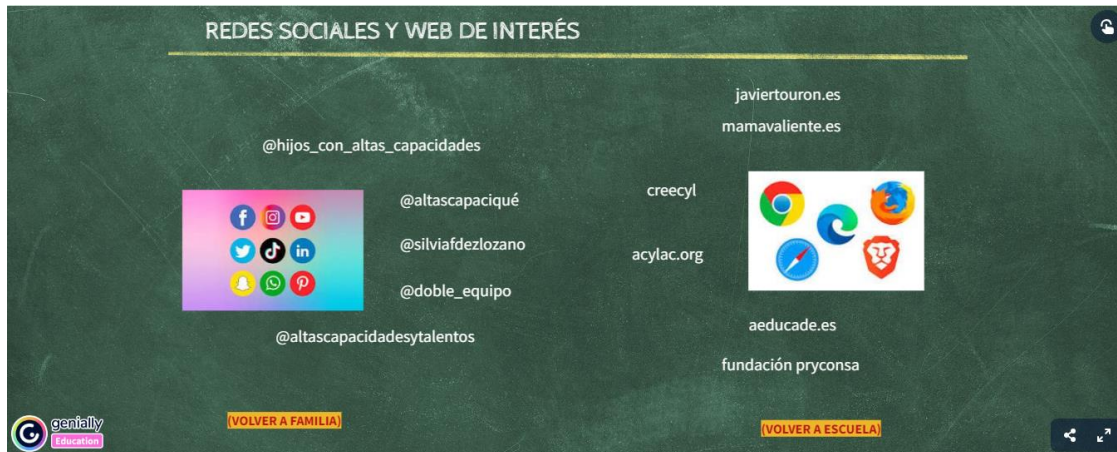 REDES SOCIALES Y WEB DE INTERÉS
@hijos_con_altas_capacidades
@altascapaciqué
@silviafdezlozano
@doble_equipo
@altascapacidadesytalentos
(VOLVER A FAMILIA)
javiertouron.es
mamavaliente.es
creecyl
acylac.org
aeducade.es
fundación pryconsa
(VOLVER A ESCUELA)
genially
Education